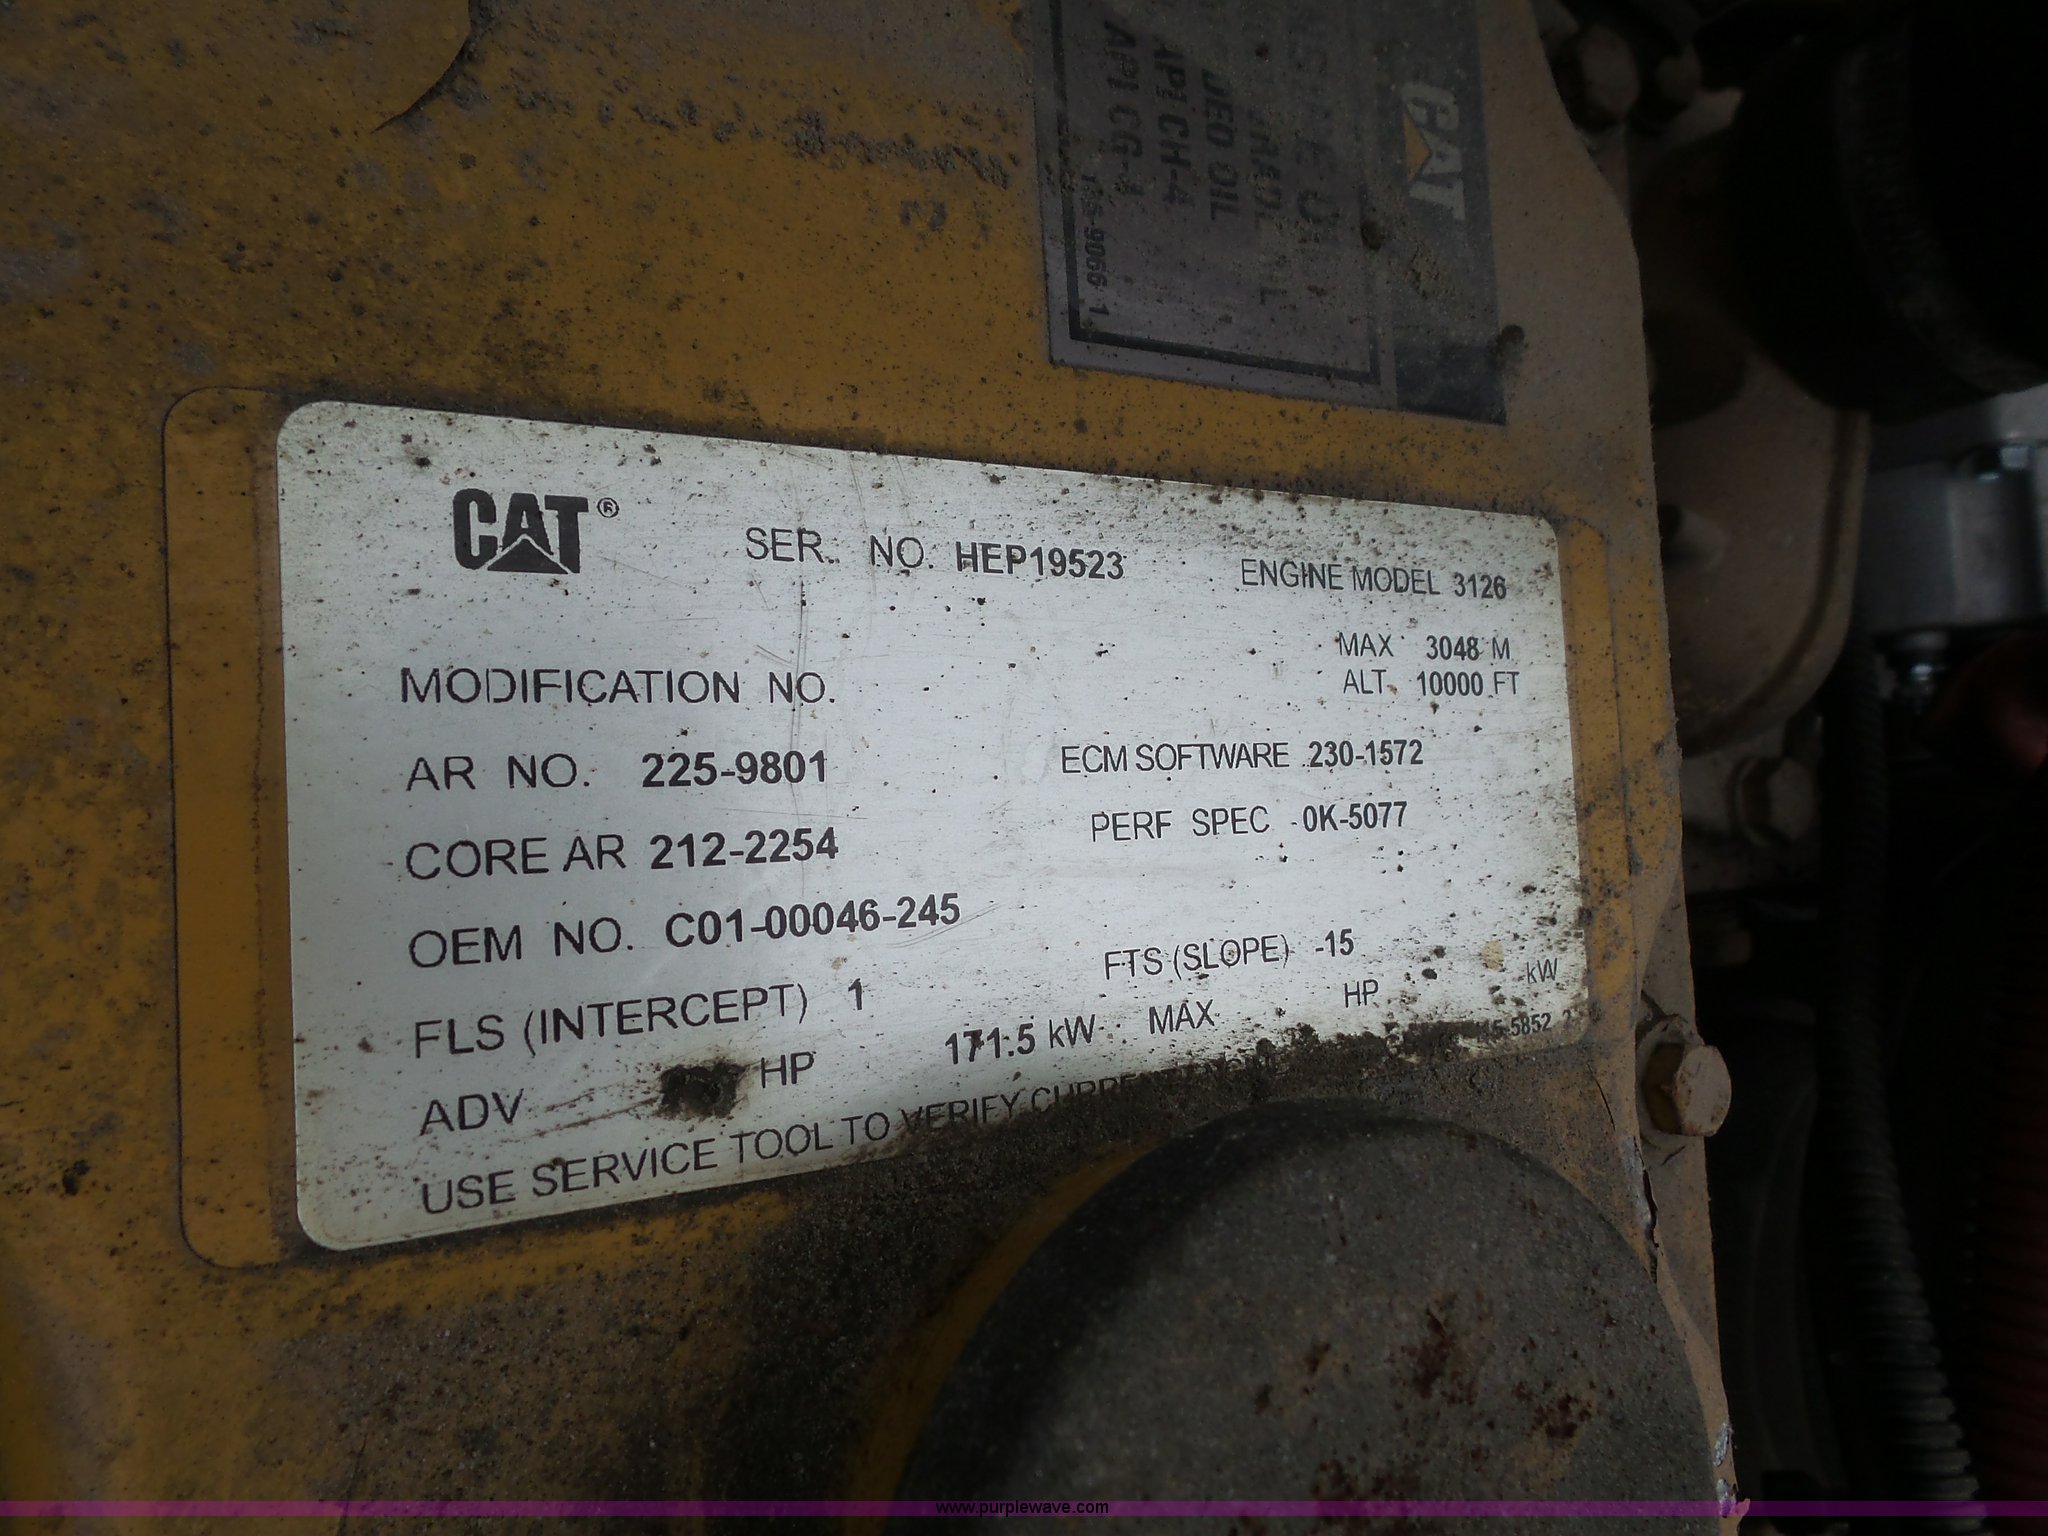 CAT
DEO OIL
API CH-4
API CG-4
CAT®
SER. NO. HEP19523
ENGINE MODEL 3126
MODIFICATION NO.
MAX 3048 M
ALT. 10000 FT
AR NO. 225-9801
ECM SOFTWARE 230-1572
CORE AR 212-2254
PERF SPEC 0K-5077
OEM NO. C01-00046-245
FLS (INTERCEPT) 1
FTS (SLOPE) -15
ADV HP 171.5 kW MAX HP kW
USE SERVICE TOOL TO VERIFY
www.purplewave.com